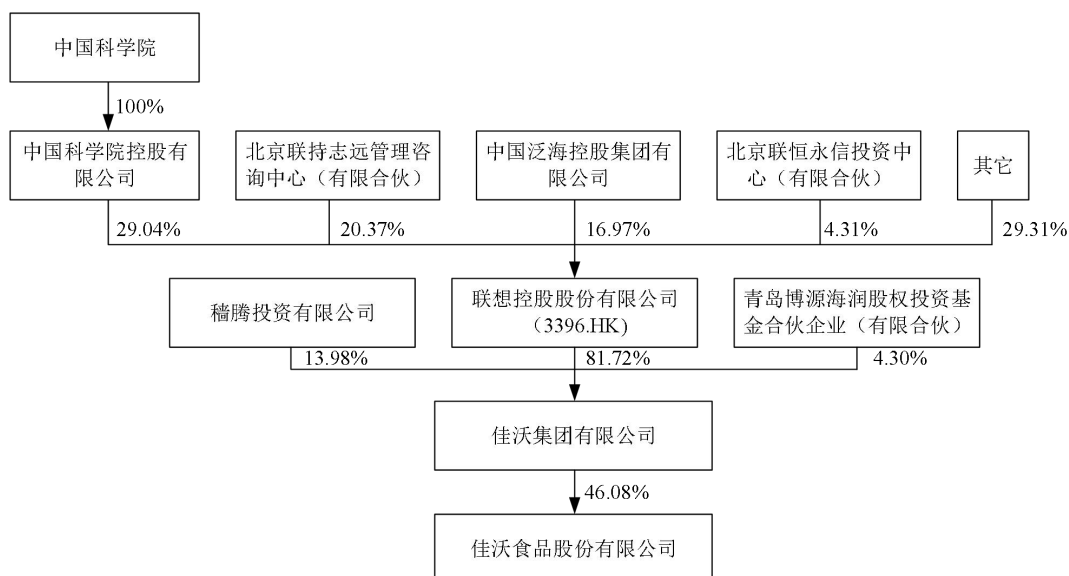 中国科学院
100%
中国科学院控股有
限公司
北京联持志远管理咨
询中心（有限合伙）
中国泛海控股集团有
限公司
北京联恒永信投资中
心（有限合伙）
其它
29.04%
20.37%
16.97%
4.31%
29.31%
穑腾投资有限公司
联想控股股份有限公司
（3396.HK)
青岛博源海润股权投资基
金合伙企业（有限合伙）
13.98%
81.72%
4.30%
佳沃集团有限公司
46.08%
佳沃食品股份有限公司